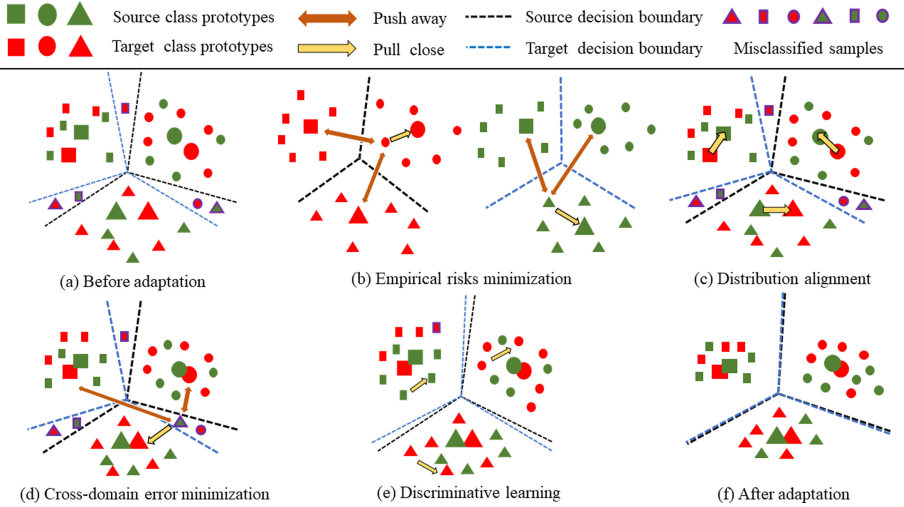 Source class prototypes Push away Source decision boundary
Target class prototypes Pull close Target decision boundary Misclassified samples
(a) Before adaptation (b) Empirical risks minimization (c) Distribution alignment
(d) Cross-domain error minimization (e) Discriminative learning (f) After adaptation